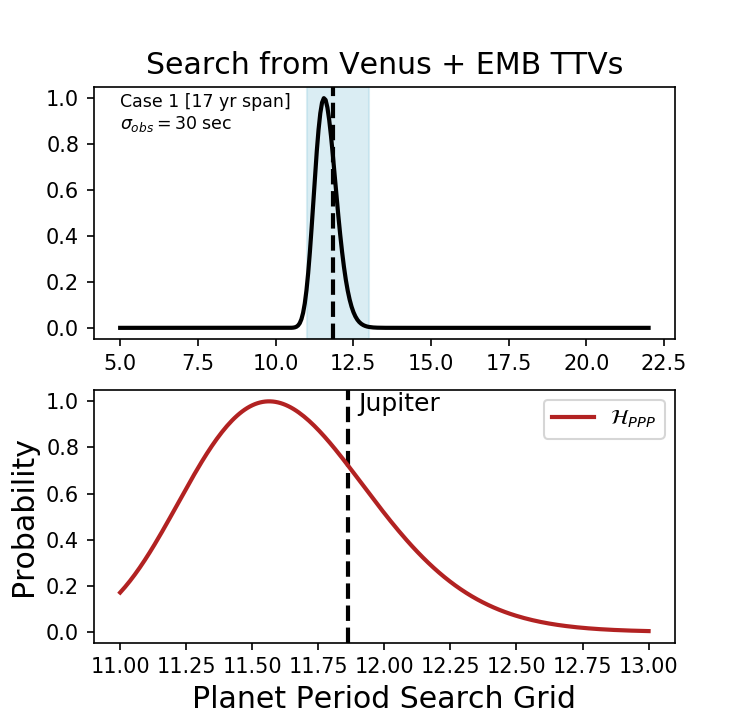 Search from Venus + EMB TTVs
Case 1 [17 yr span]
σ_obs = 30 sec
1.0
0.8
0.6
0.4
0.2
0.0
5.0 7.5 10.0 12.5 15.0 17.5 20.0 22.5
Jupiter
ℋ_PPP
1.0
0.8
0.6
0.4
0.2
0.0
Probability
11.00 11.25 11.50 11.75 12.00 12.25 12.50 12.75 13.00
Planet Period Search Grid